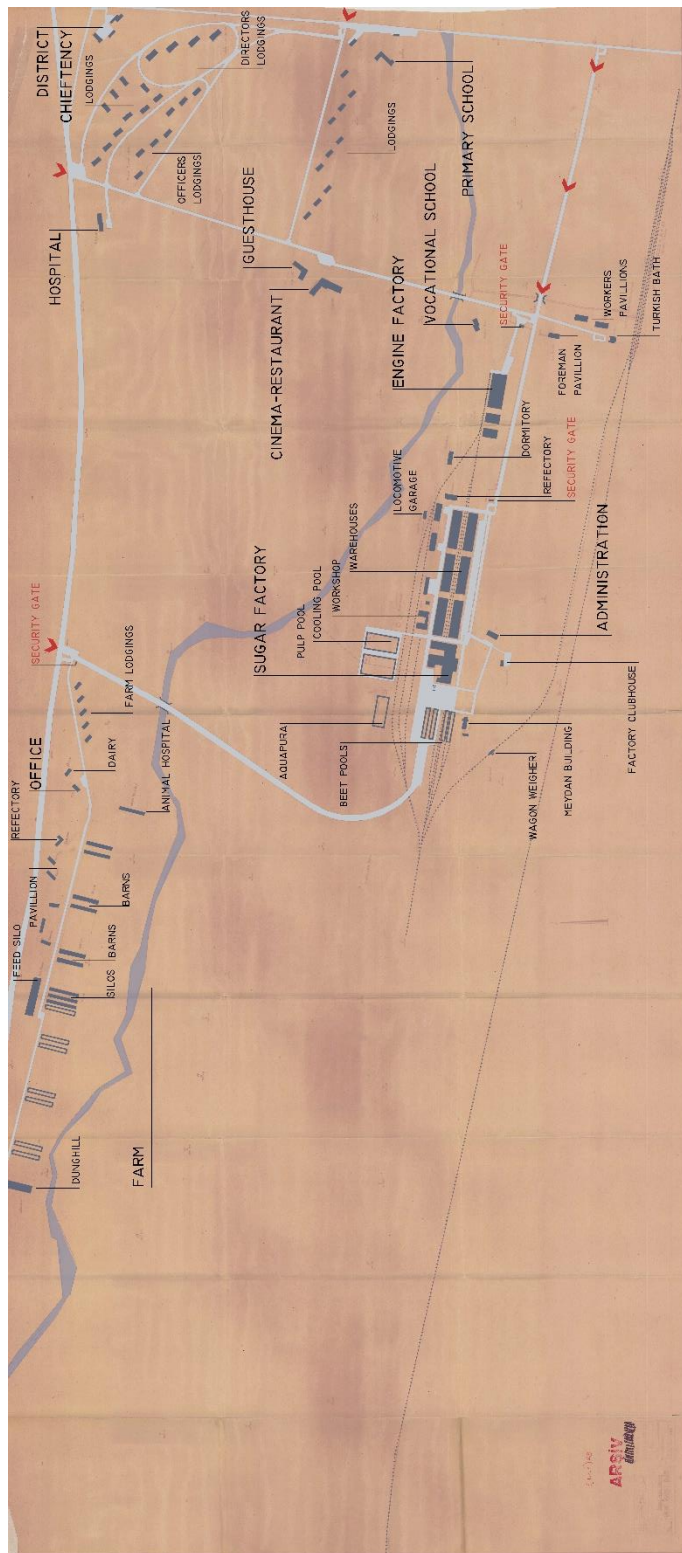 DISTRICT
CHIEFTENCY
LODGINGS
DIRECTORS
LODGINGS
OFFICERS
LODGINGS
LODGINGS
PRIMARY SCHOOL
HOSPITAL
GUESTHOUSE
CINEMA-RESTAURANT
ENGINE FACTORY
VOCATIONAL SCHOOL
SECURITY GATE
WORKERS
PAVILLIONS
TURKISH BATH
FOREMAN
PAVILLION
DORMITORY
REFECTORY
SECURITY GATE
LOCOMOTIVE
GARAGE
WAREHOUSES
WORKSHOP
COOLING POOL
PULP POOL
SUGAR FACTORY
ADMINISTRATION
FACTORY CLUBHOUSE
MEYDAN BUILDING
WAGON WEIGHER
AQUAPURA
BEET POOLS
SECURITY GATE
FARM LODGINGS
OFFICE
DAIRY
ANIMAL HOSPITAL
REFECTORY
PAVILLION
BARNS
FEED SILO
BARNS
SILOS
FARM
DUNGHILL
ARŞİV